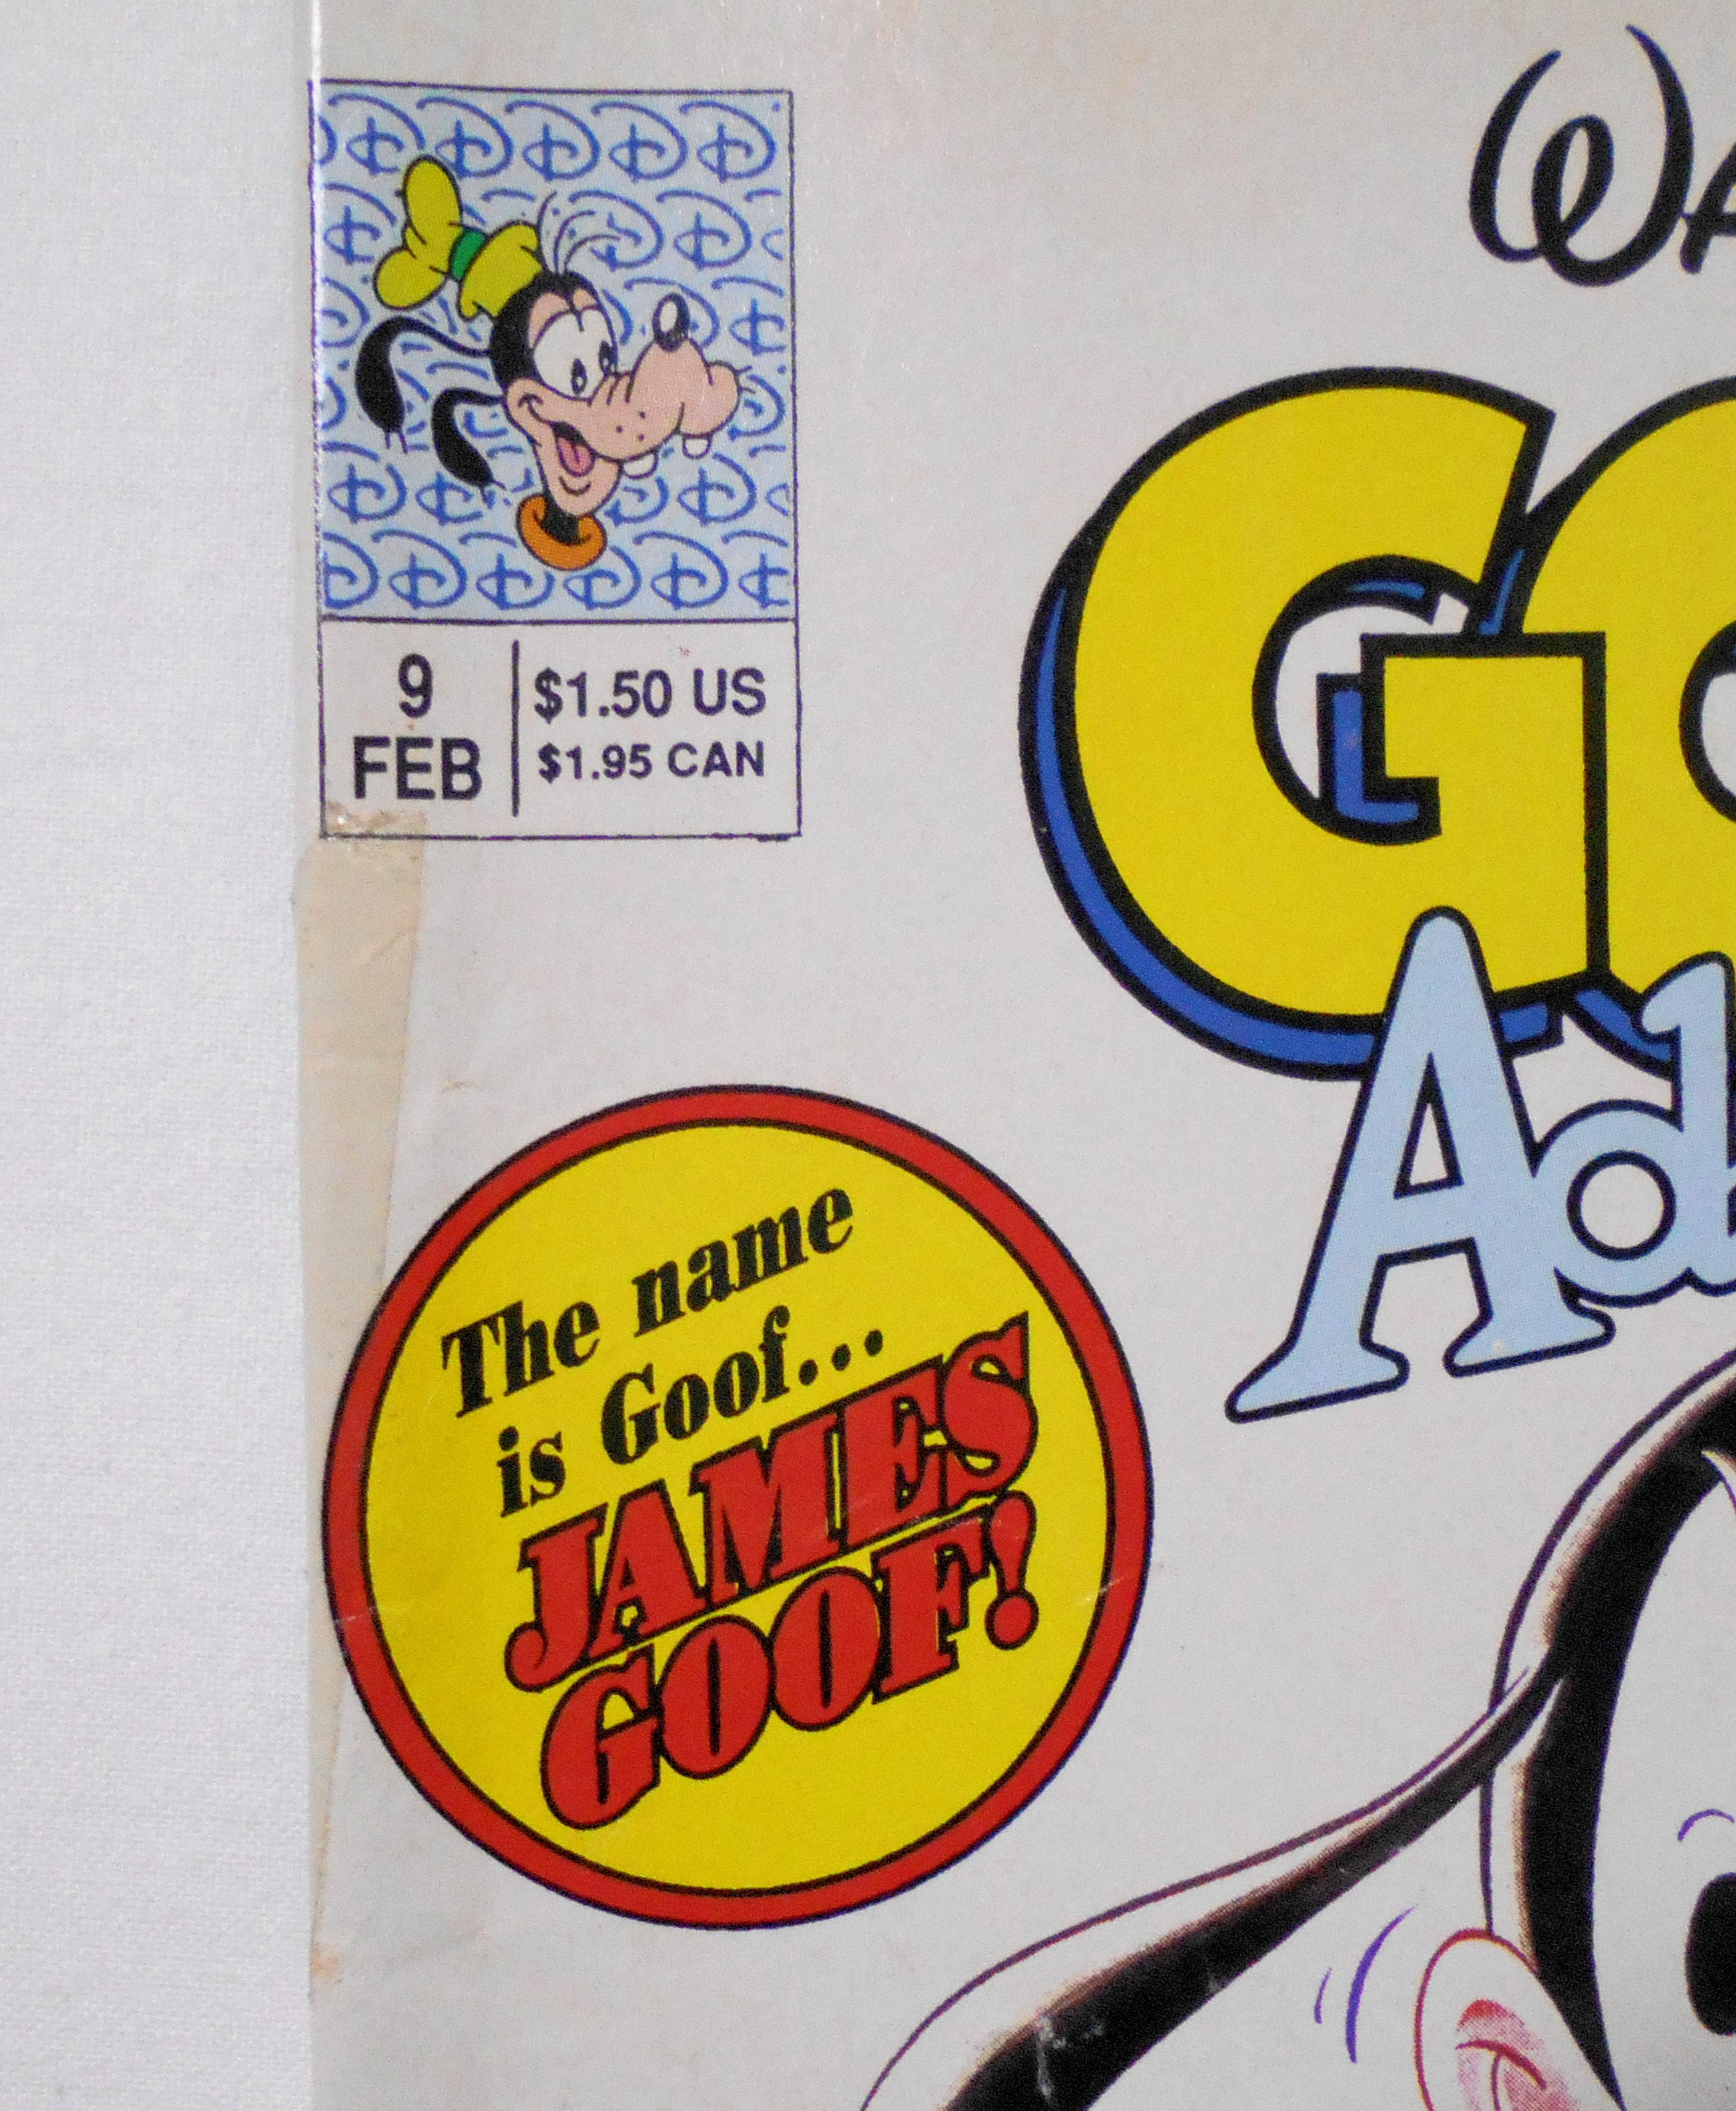 9
FEB
$1.50 US
$1.95 CAN
The name
is Goof...
JAMES
GOOF!